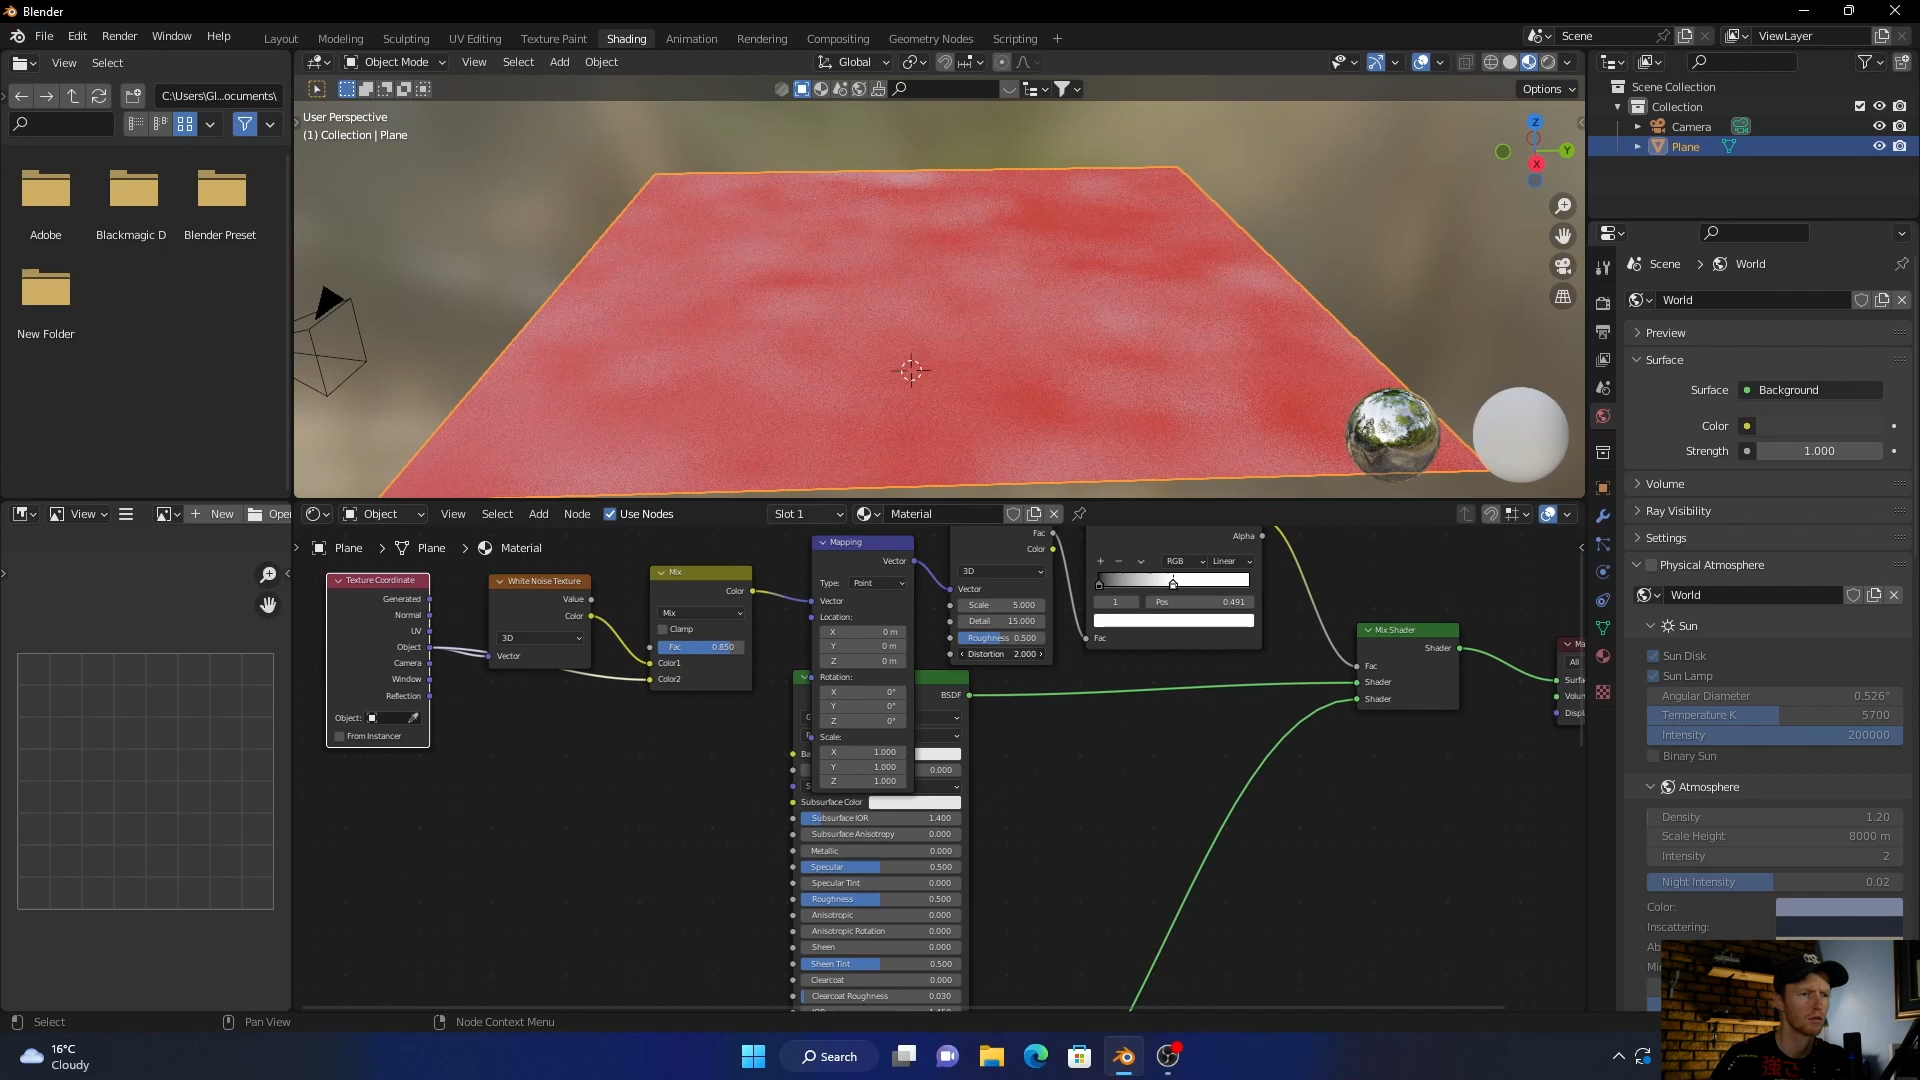 Blender
File Edit Render Window Help
Layout Modeling Sculpting UV Editing Texture Paint Shading Animation Rendering Compositing Geometry Nodes Scripting +
Scene
ViewLayer
View Select
Object Mode View Select Add Object
Global
C:\Users\Gl...ocuments\
Options
User Perspective
(1) Collection | Plane
Z
Y
X
Adobe
Blackmagic D
Blender Preset
New Folder
Scene Collection
Collection
Camera
Plane
Scene > World
World
Preview
Surface
Surface Background
Color
Strength 1.000
Volume
Ray Visibility
Settings
Physical Atmosphere
World
Sun
Sun Disk
Sun Lamp
Angular Diameter 0.526°
Temperature K 5700
Intensity 200000
Binary Sun
Atmosphere
Density 1.20
Scale Height 8000 m
Intensity 2
Night Intensity 0.02
Color:
Inscattering:
View
New
Open
Object View Select Add Node Use Nodes
Slot 1
Material
Plane > Plane > Material
Texture Coordinate
Generated
Normal
UV
Object
Camera
Window
Reflection
Object:
From Instancer
White Noise Texture
Value
Color
3D
Vector
Mix
Color
Mix
Clamp
Fac 0.850
Color1
Color2
Mapping
Vector
Type: Point
Vector
Location:
X 0 m
Y 0 m
Z 0 m
Rotation:
X 0°
Y 0°
Z 0°
Scale:
X 1.000
Y 1.000
Z 1.000
Fac
Color
3D
Vector
Scale 5.000
Detail 15.000
Roughness 0.500
Distortion 2.000
Alpha
RGB Linear
1 Pos 0.491
Fac
Mix Shader
Shader
Fac
Shader
Shader
All
BSDF
0.000
Subsurface Color
Subsurface IOR 1.400
Subsurface Anisotropy 0.000
Metallic 0.000
Specular 0.500
Specular Tint 0.000
Roughness 0.500
Anisotropic 0.000
Anisotropic Rotation 0.000
Sheen 0.000
Sheen Tint 0.500
Clearcoat 0.000
Clearcoat Roughness 0.030
Select
Pan View
Node Context Menu
16°C
Cloudy
Search
強さ